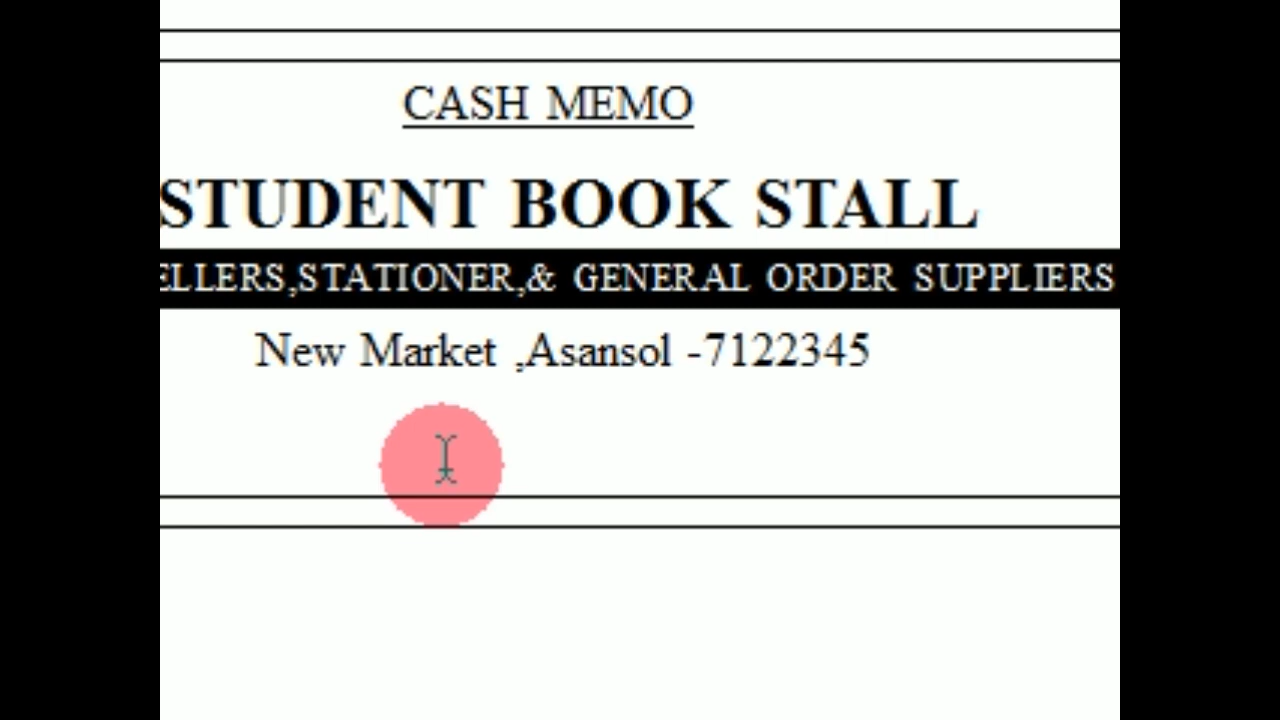 CASH MEMO
STUDENT BOOK STALL
ELLERS,STATIONER,& GENERAL ORDER SUPPLIERS
New Market ,Asansol -7122345